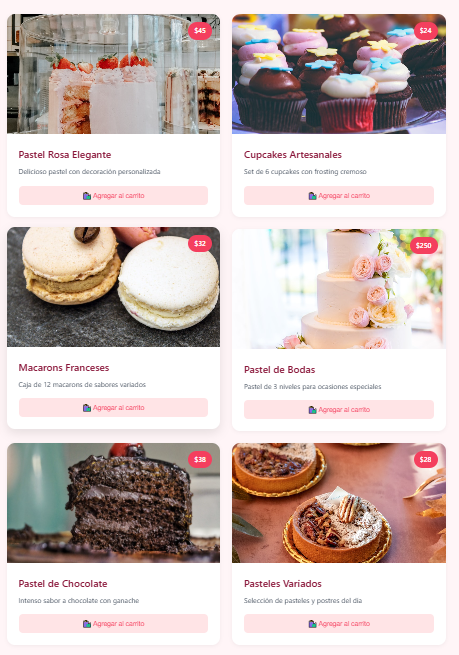 $45
Pastel Rosa Elegante
Delicioso pastel con decoración personalizada
Agregar al carrito
$24
Cupcakes Artesanales
Set de 6 cupcakes con frosting cremoso
Agregar al carrito
$32
Macarons Franceses
Caja de 12 macarons de sabores variados
Agregar al carrito
$250
Pastel de Bodas
Pastel de 3 niveles para ocasiones especiales
Agregar al carrito
$38
Pastel de Chocolate
Intenso sabor a chocolate con ganache
Agregar al carrito
$28
Pasteles Variados
Selección de pasteles y postres del día
Agregar al carrito